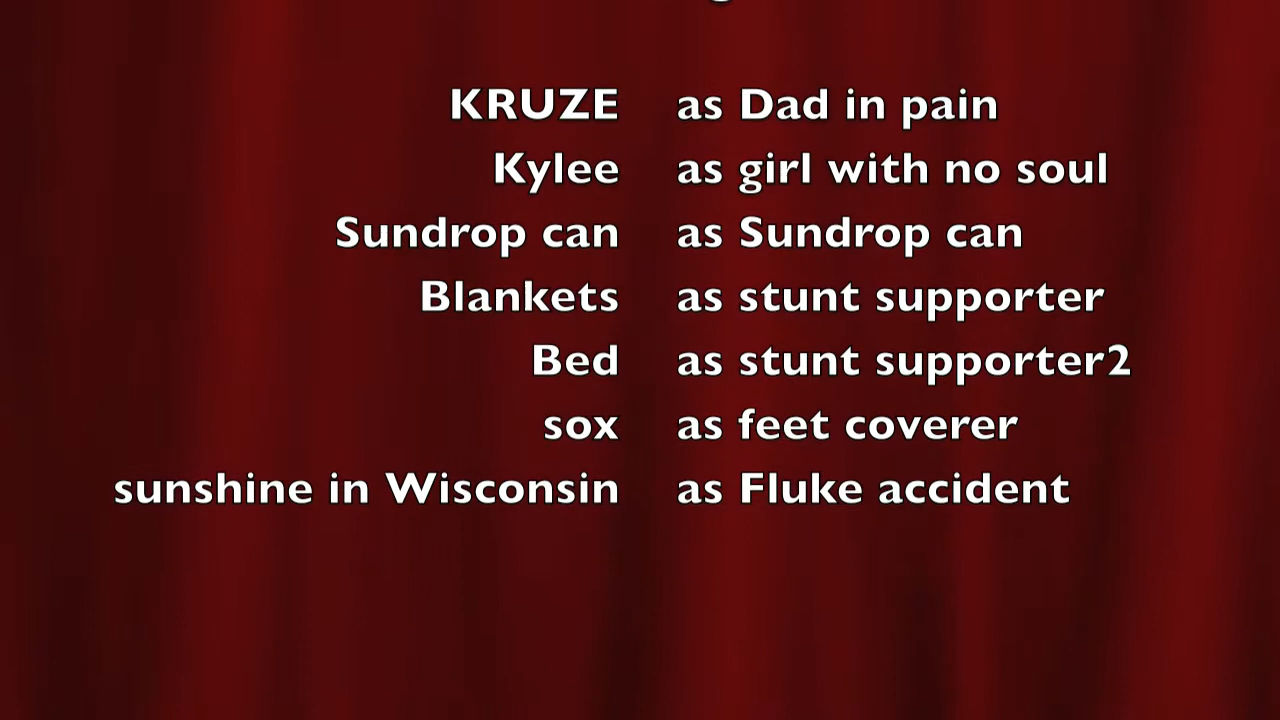 KRUZE as Dad in pain
Kylee as girl with no soul
Sundrop can as Sundrop can
Blankets as stunt supporter
Bed as stunt supporter2
sox as feet coverer
sunshine in Wisconsin as Fluke accident